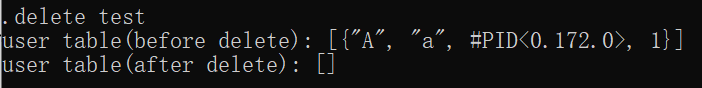 .delete test
user table(before delete): [{"A", "a", #PID<0.172.0>, 1}]
user table(after delete): []